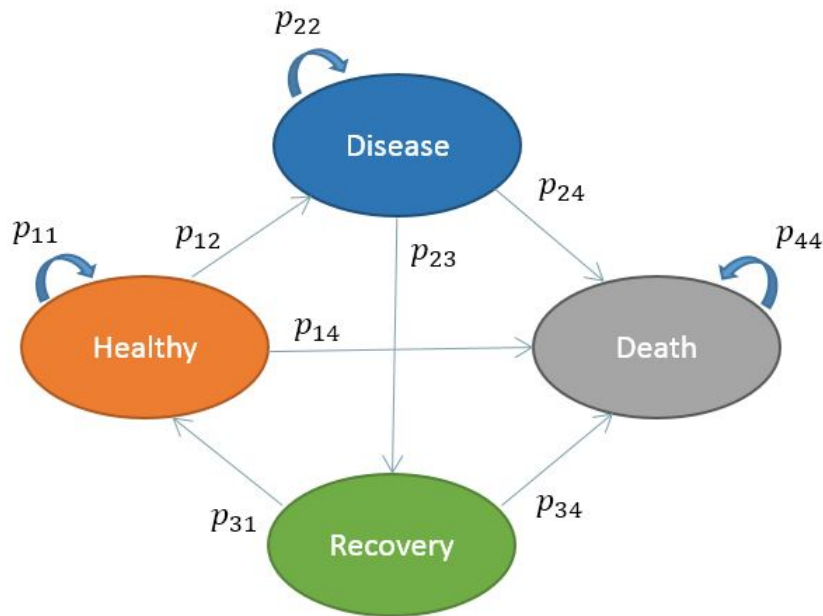 p₂₂
Disease
p₂₄
p₁₁
p₁₂
p₂₃
p₄₄
Healthy
p₁₄
Death
p₃₁
p₃₄
Recovery